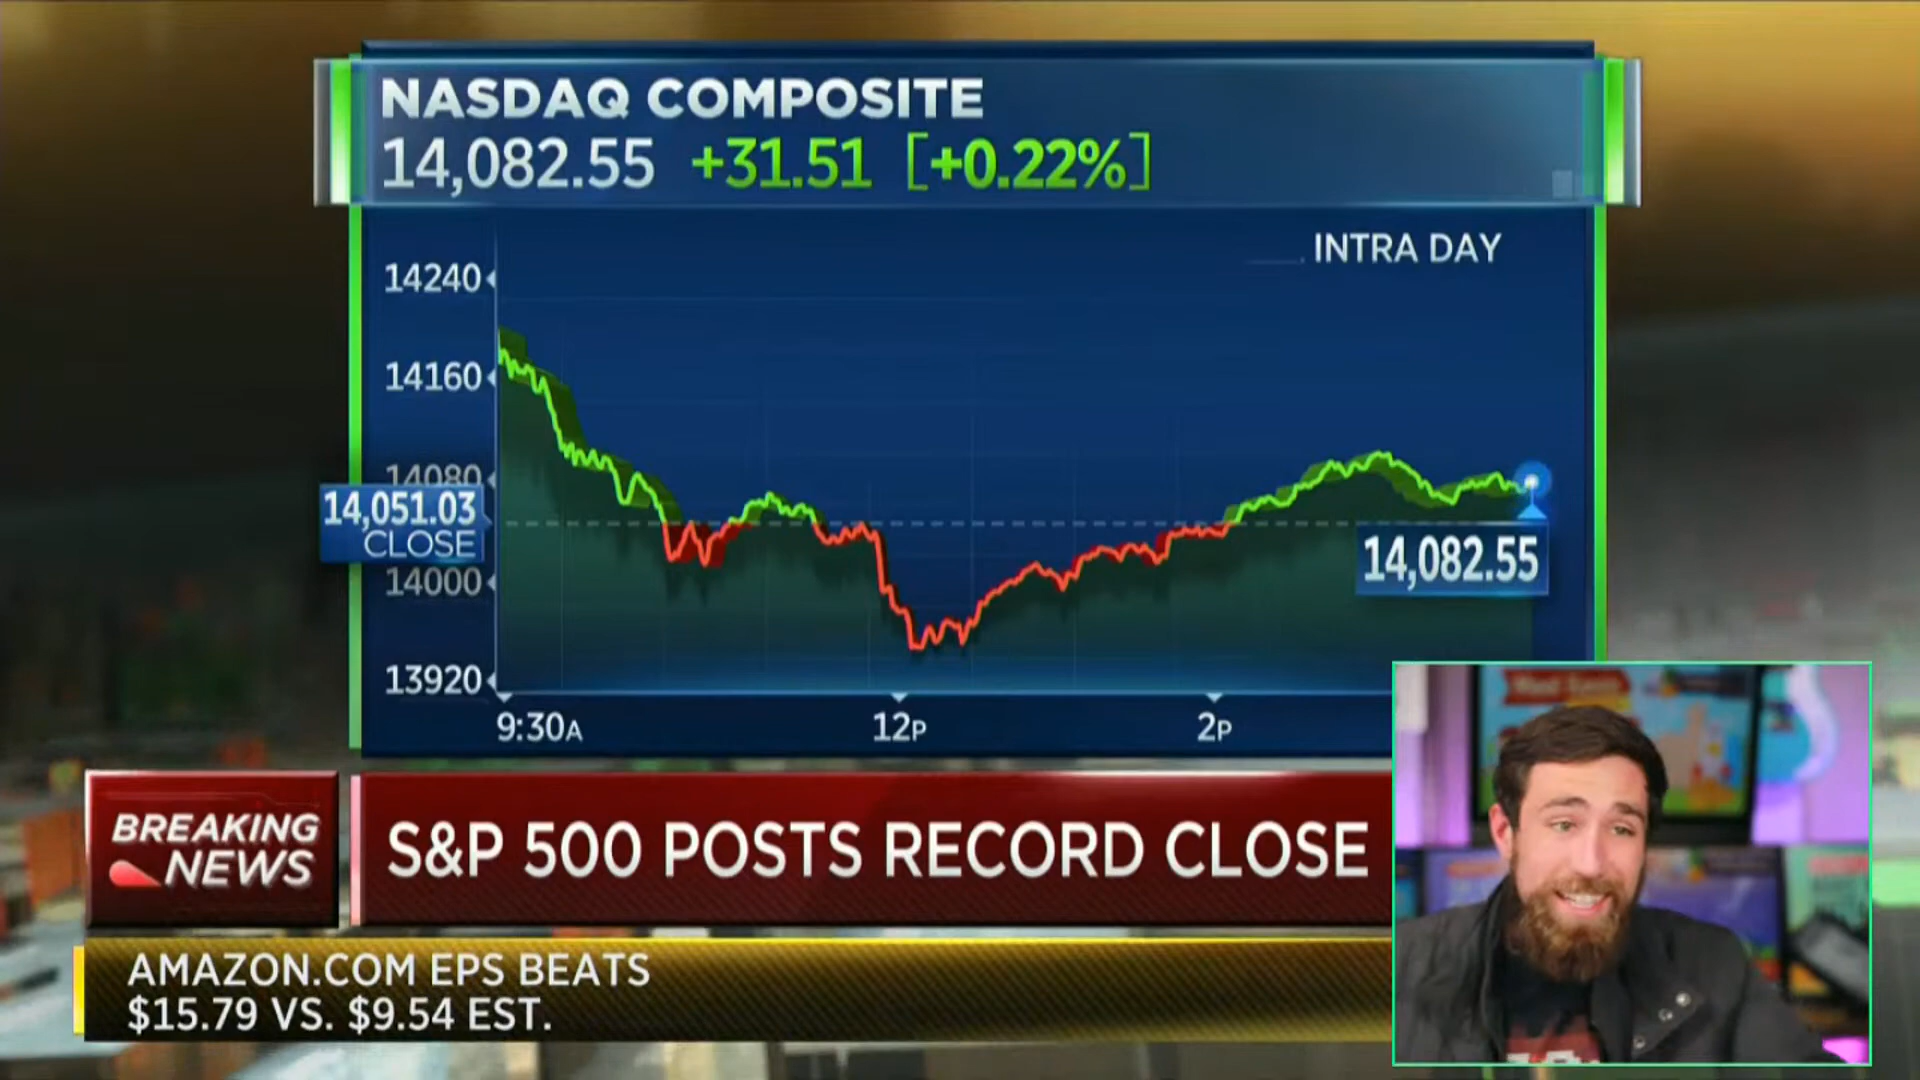 NASDAQ COMPOSITE
14,082.55 +31.51 [+0.22%]
INTRA DAY
14240
14160
14080
14,051.03
CLOSE
14000
13920
14,082.55
9:30A 12P 2P
BREAKING
NEWS
S&P 500 POSTS RECORD CLOSE
AMAZON.COM EPS BEATS
$15.79 VS. $9.54 EST.